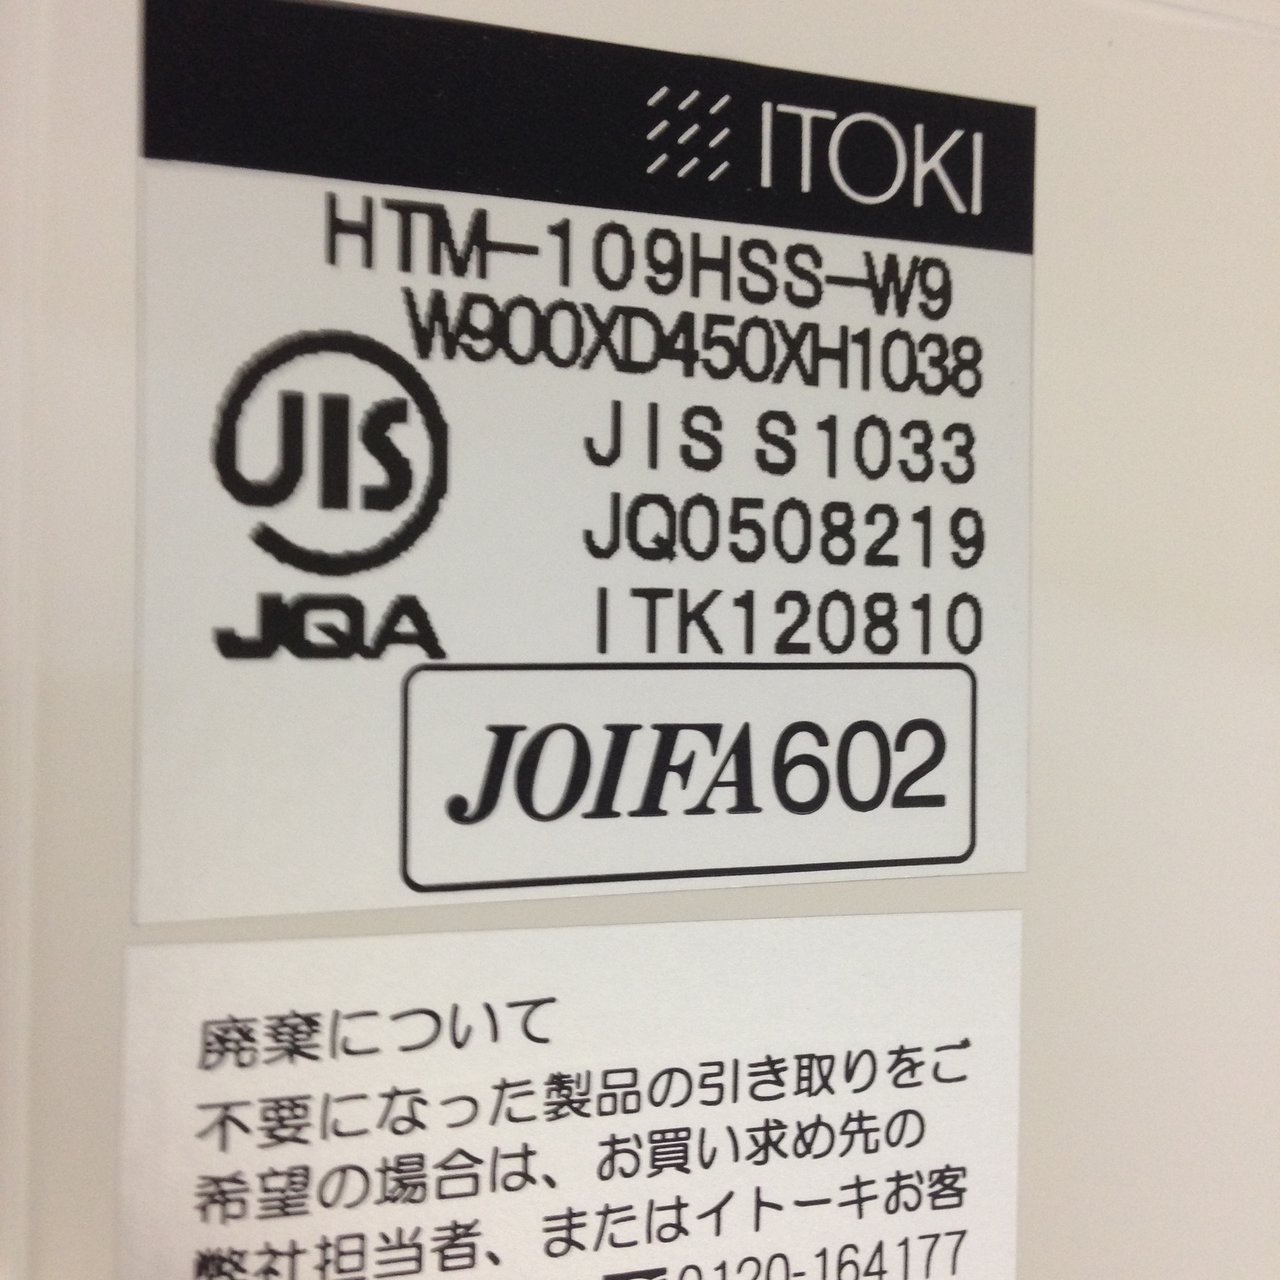 ITOKI
HTM-109HSS-W9
W900XD450XH1038
JIS
JIS S1033
JQ0508219
JQA
ITK120810
JOIFA602
廃棄について
不要になった製品の引き取りをご
希望の場合は、お買い求め先の
弊社担当者、またはイトーキお客
0120-164177